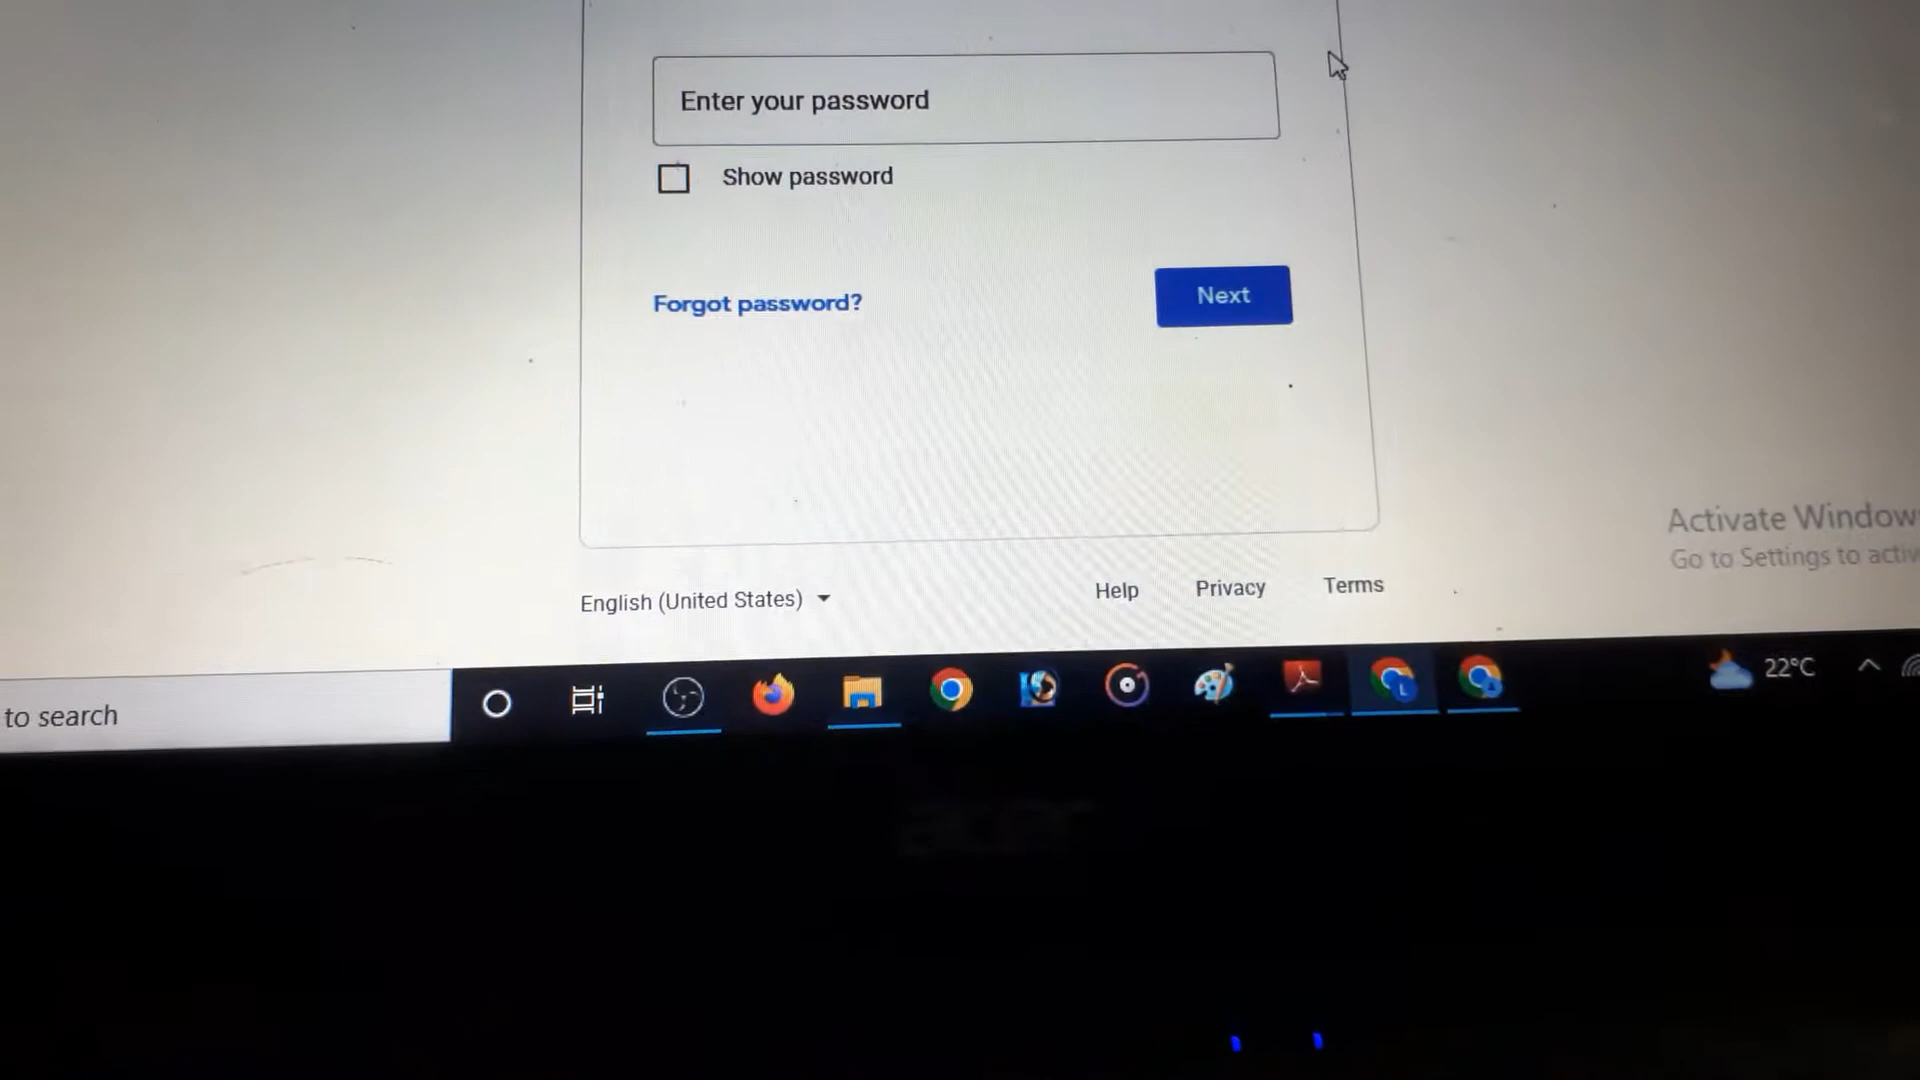 Enter your password
Show password
Forgot password?
Next
Activate Window
Go to Settings to activ
English (United States)
Help
Privacy
Terms
to search
22°C
acer